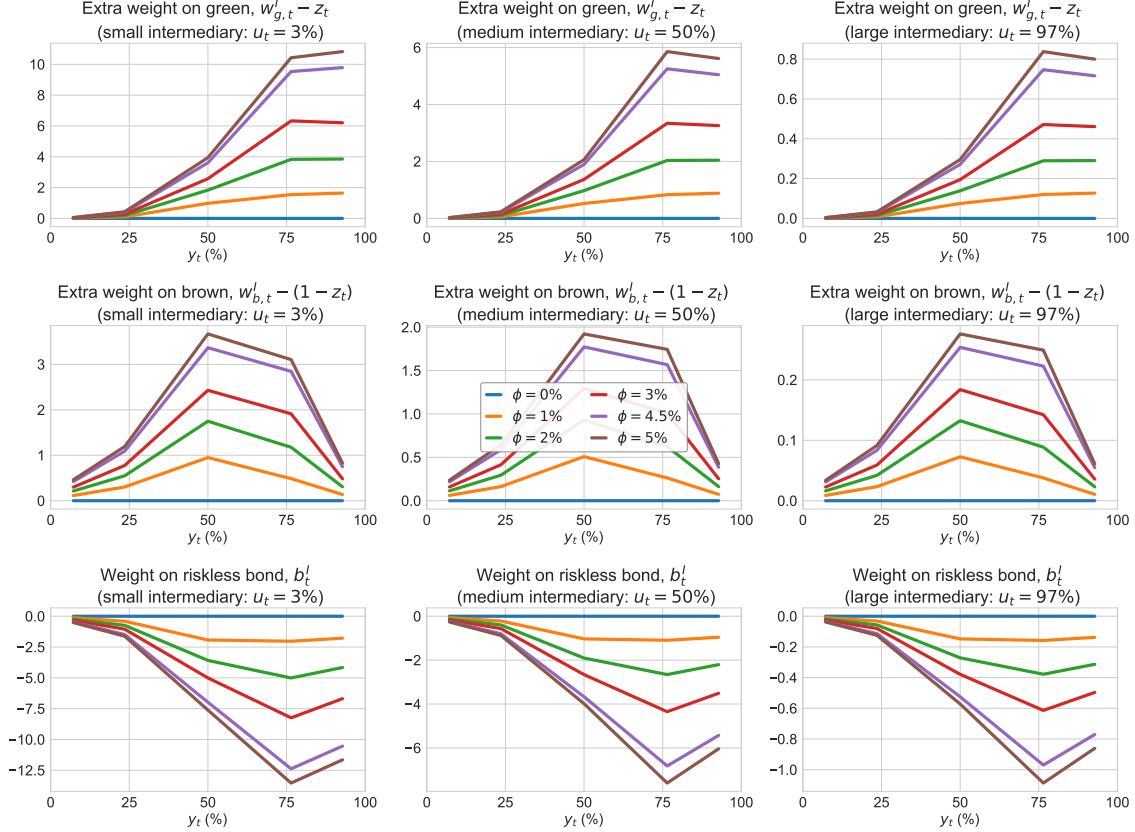 Extra weight on green, $w^I_{g,t} - z_t$
(small intermediary: $u_t = 3\%$)
10
8
6
4
2
0
0 25 50 75 100
$y_t$ (%)
Extra weight on green, $w^I_{g,t} - z_t$
(medium intermediary: $u_t = 50\%$)
6
4
2
0
0 25 50 75 100
$y_t$ (%)
Extra weight on green, $w^I_{g,t} - z_t$
(large intermediary: $u_t = 97\%$)
0.8
0.6
0.4
0.2
0.0
0 25 50 75 100
$y_t$ (%)
Extra weight on brown, $w^I_{b,t} - (1 - z_t)$
(small intermediary: $u_t = 3\%$)
3
2
1
0
0 25 50 75 100
$y_t$ (%)
Extra weight on brown, $w^I_{b,t} - (1 - z_t)$
(medium intermediary: $u_t = 50\%$)
2.0
1.5
1.0
0.5
0.0
ϕ = 0% ϕ = 3%
ϕ = 1% ϕ = 4.5%
ϕ = 2% ϕ = 5%
0 25 50 75 100
$y_t$ (%)
Extra weight on brown, $w^I_{b,t} - (1 - z_t)$
(large intermediary: $u_t = 97\%$)
0.2
0.1
0.0
0 25 50 75 100
$y_t$ (%)
Weight on riskless bond, $b^I_t$
(small intermediary: $u_t = 3\%$)
0.0
−2.5
−5.0
−7.5
−10.0
−12.5
0 25 50 75 100
$y_t$ (%)
Weight on riskless bond, $b^I_t$
(medium intermediary: $u_t = 50\%$)
0
−2
−4
−6
0 25 50 75 100
$y_t$ (%)
Weight on riskless bond, $b^I_t$
(large intermediary: $u_t = 97\%$)
0.0
−0.2
−0.4
−0.6
−0.8
−1.0
0 25 50 75 100
$y_t$ (%)